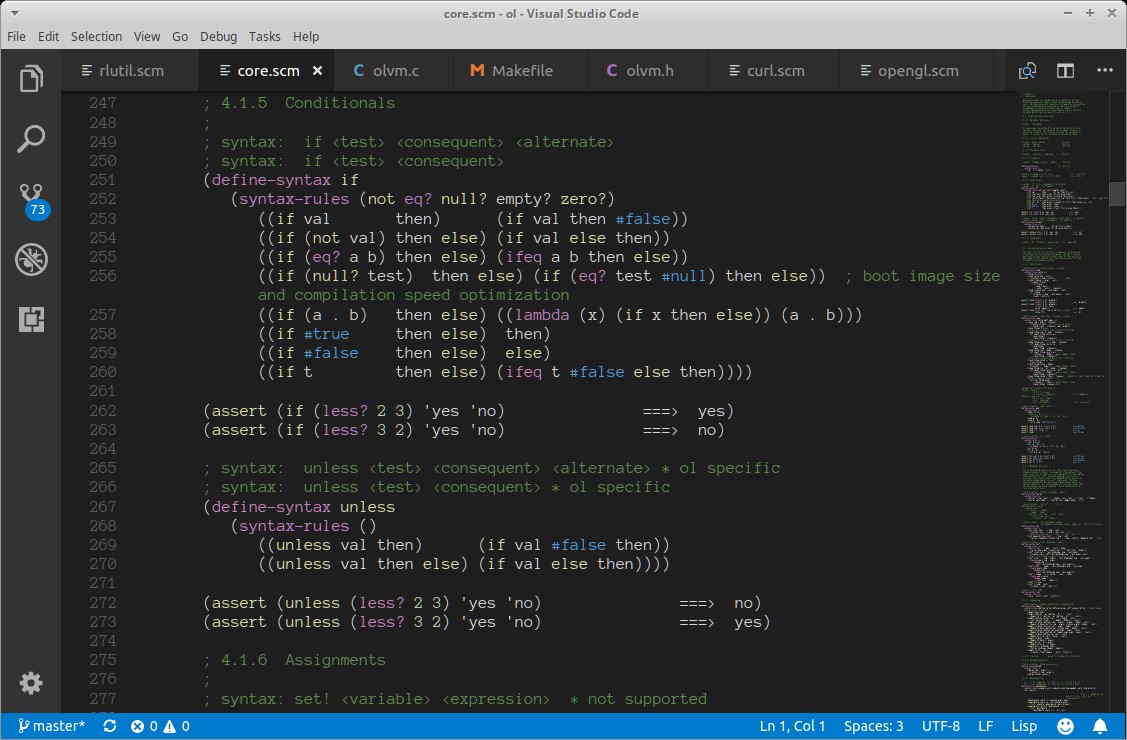 core.scm - ol - Visual Studio Code
File Edit Selection View Go Debug Tasks Help
rlutil.scm core.scm × C olvm.c M Makefile C olvm.h curl.scm opengl.scm ···
247 ; 4.1.5  Conditionals
248 ;
249 ; syntax:  if <test> <consequent> <alternate>
250 ; syntax:  if <test> <consequent>
251 (define-syntax if
252    (syntax-rules (not eq? null? empty? zero?)
253       ((if val       then)      (if val then #false))
254       ((if (not val) then else) (if val else then))
255       ((if (eq? a b) then else) (ifeq a b then else))
256       ((if (null? test)  then else) (if (eq? test #null) then else))  ; boot image size
and compilation speed optimization
257       ((if (a . b)   then else) ((lambda (x) (if x then else)) (a . b)))
258       ((if #true     then else)  then)
259       ((if #false    then else)  else)
260       ((if t         then else) (ifeq t #false else then))))
261
262 (assert (if (less? 2 3) 'yes 'no)               ===>  yes)
263 (assert (if (less? 3 2) 'yes 'no)               ===>  no)
264
265 ; syntax:  unless <test> <consequent> <alternate> * ol specific
266 ; syntax:  unless <test> <consequent> * ol specific
267 (define-syntax unless
268    (syntax-rules ()
269       ((unless val then)      (if val #false then))
270       ((unless val then else) (if val else then))))
271
272 (assert (unless (less? 2 3) 'yes 'no)               ===>  no)
273 (assert (unless (less? 3 2) 'yes 'no)               ===>  yes)
274
275 ; 4.1.6  Assignments
276 ;
277 ; syntax: set! <variable> <expression>  * not supported
73
master* 0 0 Ln 1, Col 1 Spaces: 3 UTF-8 LF Lisp